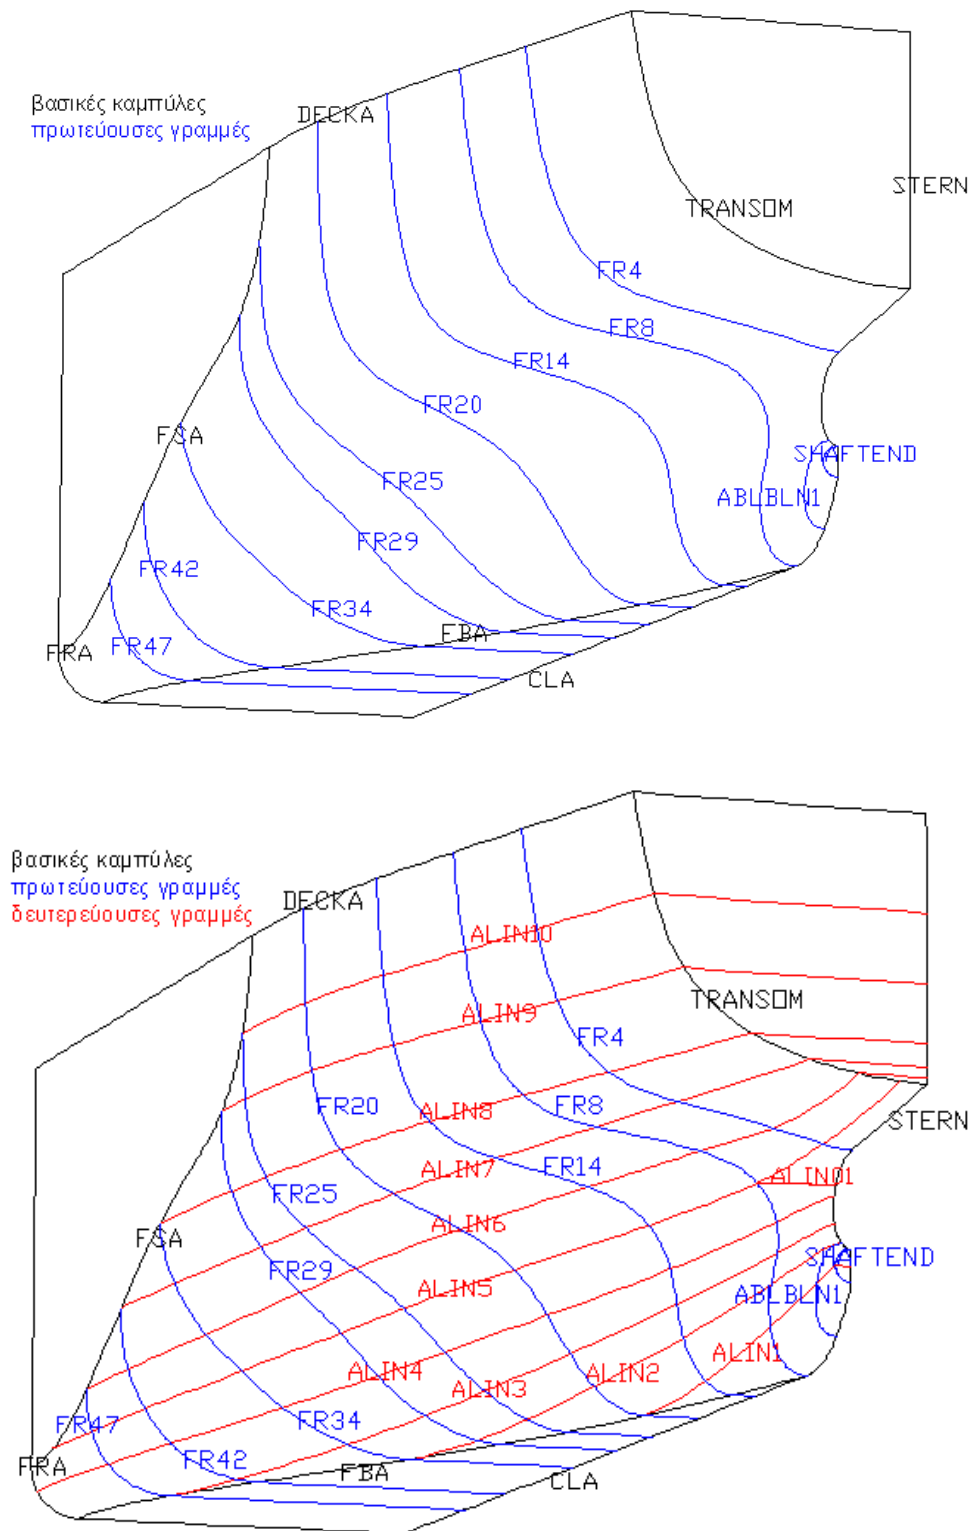 βασικές καμπύλες
πρωτεύουσες γραμμές
DECKA
STERN
TRANSOM
FR4
FR8
FR14
FR20
FSA
SHAFTEND
FR25
ABLBLN1
FR29
FR42
FR34
FBA
FR47
FRA
CLA
βασικές καμπύλες
πρωτεύουσες γραμμές
δευτερεύουσες γραμμές
DECKA
ALIN10
TRANSOM
ALIN9
FR4
FR20
ALIN8
FR8
STERN
FR14
ALIN7
ALIN01
FR25
ALIN6
FSA
SHAFTEND
FR29
ALIN5
ABLBLN1
ALIN1
ALIN4
ALIN2
ALIN3
FR47
FR34
FR42
FRA
FBA
CLA